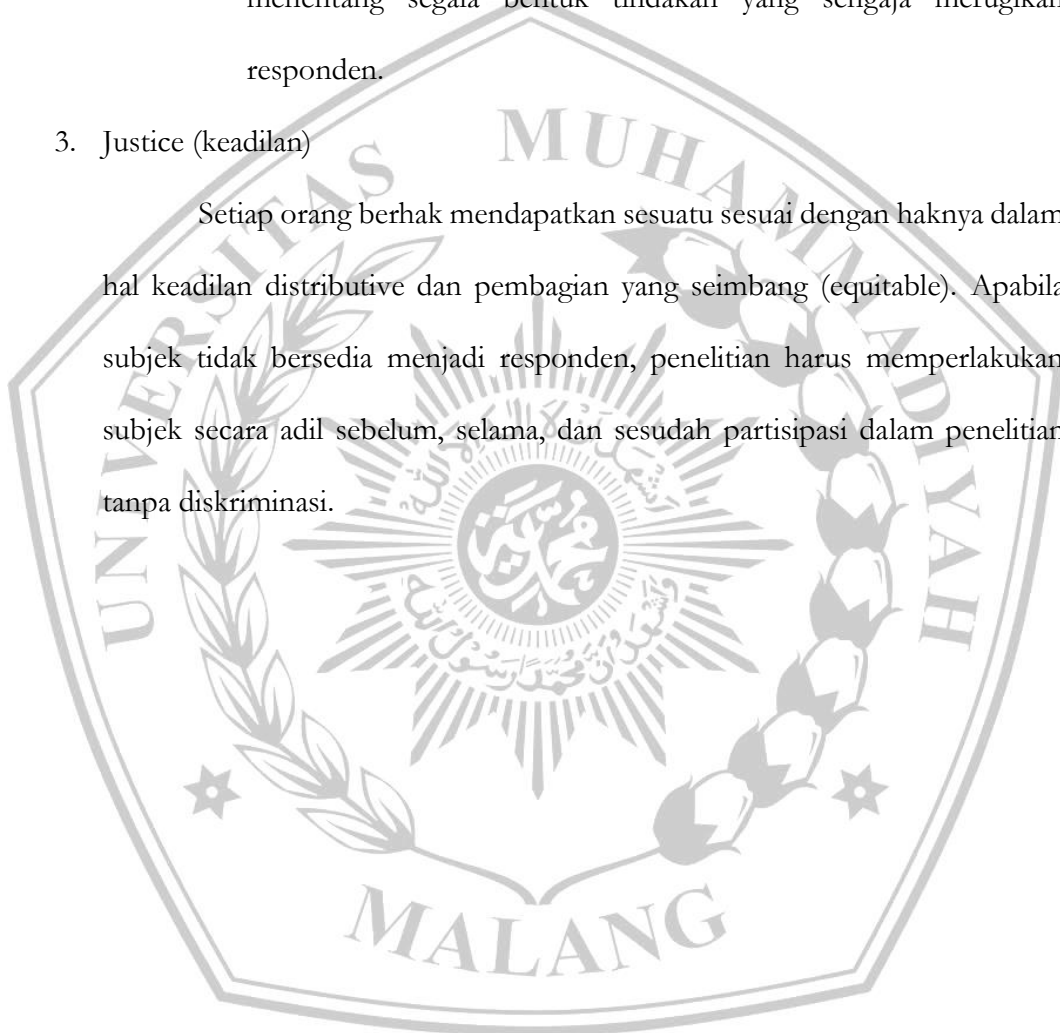 menentang segala bentuk tindakan yang sengaja merugikan
responden.
3. Justice (keadilan)
Setiap orang berhak mendapatkan sesuatu sesuai dengan haknya dalam
hal keadilan distributive dan pembagian yang seimbang (equitable). Apabila
subjek tidak bersedia menjadi responden, penelitian harus memperlakukan
subjek secara adil sebelum, selama, dan sesudah partisipasi dalam penelitian
tanpa diskriminasi.
UNIVERSITAS MUHAMMADIYAH
MALANG